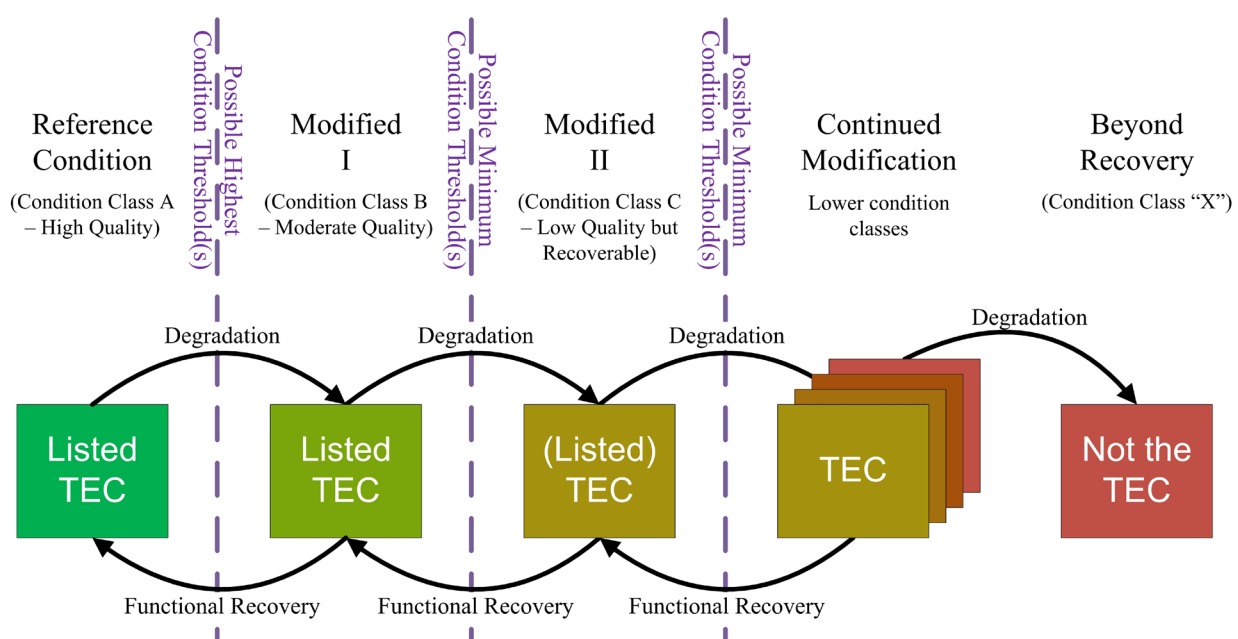 Reference
Condition
(Condition Class A
– High Quality)
Possible Highest
Condition Threshold(s)
Modified
I
(Condition Class B
– Moderate Quality)
Possible Minimum
Condition Threshold(s)
Modified
II
(Condition Class C
– Low Quality but
Recoverable)
Possible Minimum
Condition Threshold(s)
Continued
Modification
Lower condition
classes
Beyond
Recovery
(Condition Class “X”)
Degradation
Degradation
Degradation
Degradation
Listed
TEC
Listed
TEC
(Listed)
TEC
TEC
Not the
TEC
Functional Recovery
Functional Recovery
Functional Recovery